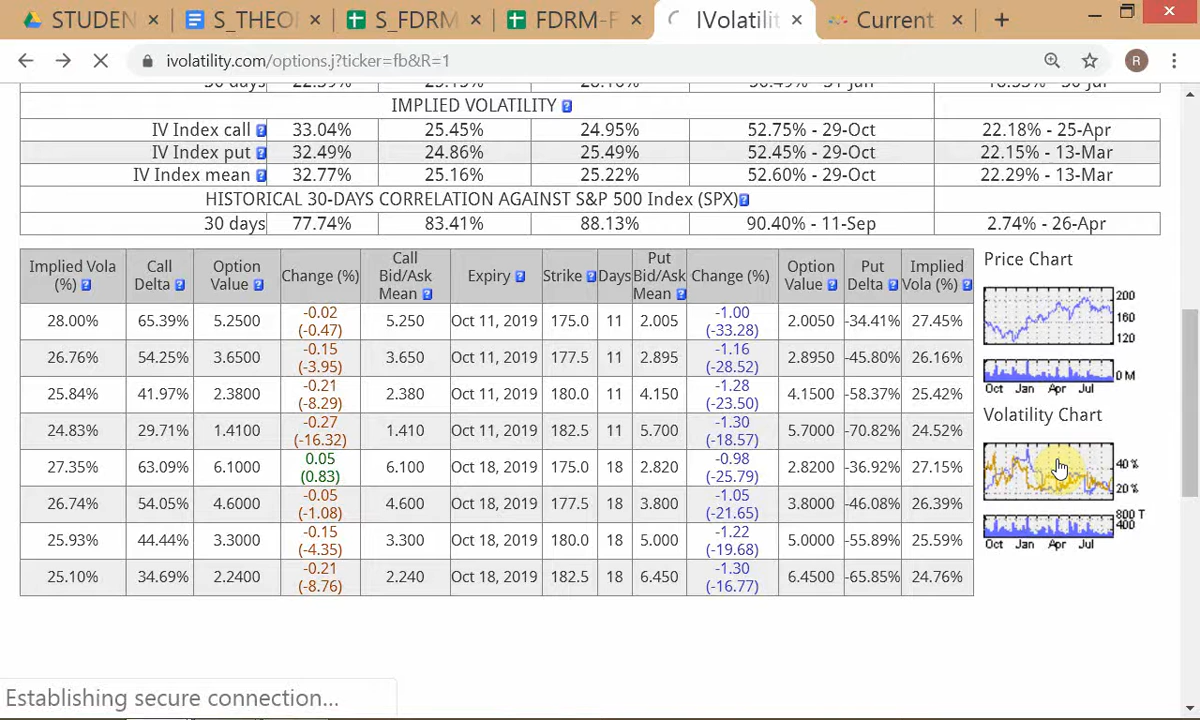 STUDEN × S_THEOI × S_FDRM × FDRM-F × IVolatilit × Current × +
ivolatility.com/options.j?ticker=fb&R=1 R
30 days 22.59% 25.15% 50.49% - 31-Jan
IMPLIED VOLATILITY ?
IV Index call ? 33.04% 25.45% 24.95% 52.75% - 29-Oct 22.18% - 25-Apr
IV Index put ? 32.49% 24.86% 25.49% 52.45% - 29-Oct 22.15% - 13-Mar
IV Index mean ? 32.77% 25.16% 25.22% 52.60% - 29-Oct 22.29% - 13-Mar
HISTORICAL 30-DAYS CORRELATION AGAINST S&P 500 Index (SPX) ?
30 days 77.74% 83.41% 88.13% 90.40% - 11-Sep 2.74% - 26-Apr
Implied Vola (%) ? Call Delta ? Option Value ? Change (%) Call Bid/Ask Mean ? Expiry ? Strike ? Days Put Bid/Ask Mean ? Change (%) Option Value ? Put Delta ? Implied Vola (%) ?
28.00% 65.39% 5.2500 -0.02 (-0.47) 5.250 Oct 11, 2019 175.0 11 2.005 -1.00 (-33.28) 2.0050 -34.41% 27.45%
26.76% 54.25% 3.6500 -0.15 (-3.95) 3.650 Oct 11, 2019 177.5 11 2.895 -1.16 (-28.52) 2.8950 -45.80% 26.16%
25.84% 41.97% 2.3800 -0.21 (-8.29) 2.380 Oct 11, 2019 180.0 11 4.150 -1.28 (-23.50) 4.1500 -58.37% 25.42%
24.83% 29.71% 1.4100 -0.27 (-16.32) 1.410 Oct 11, 2019 182.5 11 5.700 -1.30 (-18.57) 5.7000 -70.82% 24.52%
27.35% 63.09% 6.1000 0.05 (0.83) 6.100 Oct 18, 2019 175.0 18 2.820 -0.98 (-25.79) 2.8200 -36.92% 27.15%
26.74% 54.05% 4.6000 -0.05 (-1.08) 4.600 Oct 18, 2019 177.5 18 3.800 -1.05 (-21.65) 3.8000 -46.08% 26.39%
25.93% 44.44% 3.3000 -0.15 (-4.35) 3.300 Oct 18, 2019 180.0 18 5.000 -1.22 (-19.68) 5.0000 -55.89% 25.59%
25.10% 34.69% 2.2400 -0.21 (-8.76) 2.240 Oct 18, 2019 182.5 18 6.450 -1.30 (-16.77) 6.4500 -65.85% 24.76%
Price Chart
200
160
120
0 M
Oct Jan Apr Jul
Volatility Chart
40%
20%
800 T
400
Oct Jan Apr Jul
Establishing secure connection...